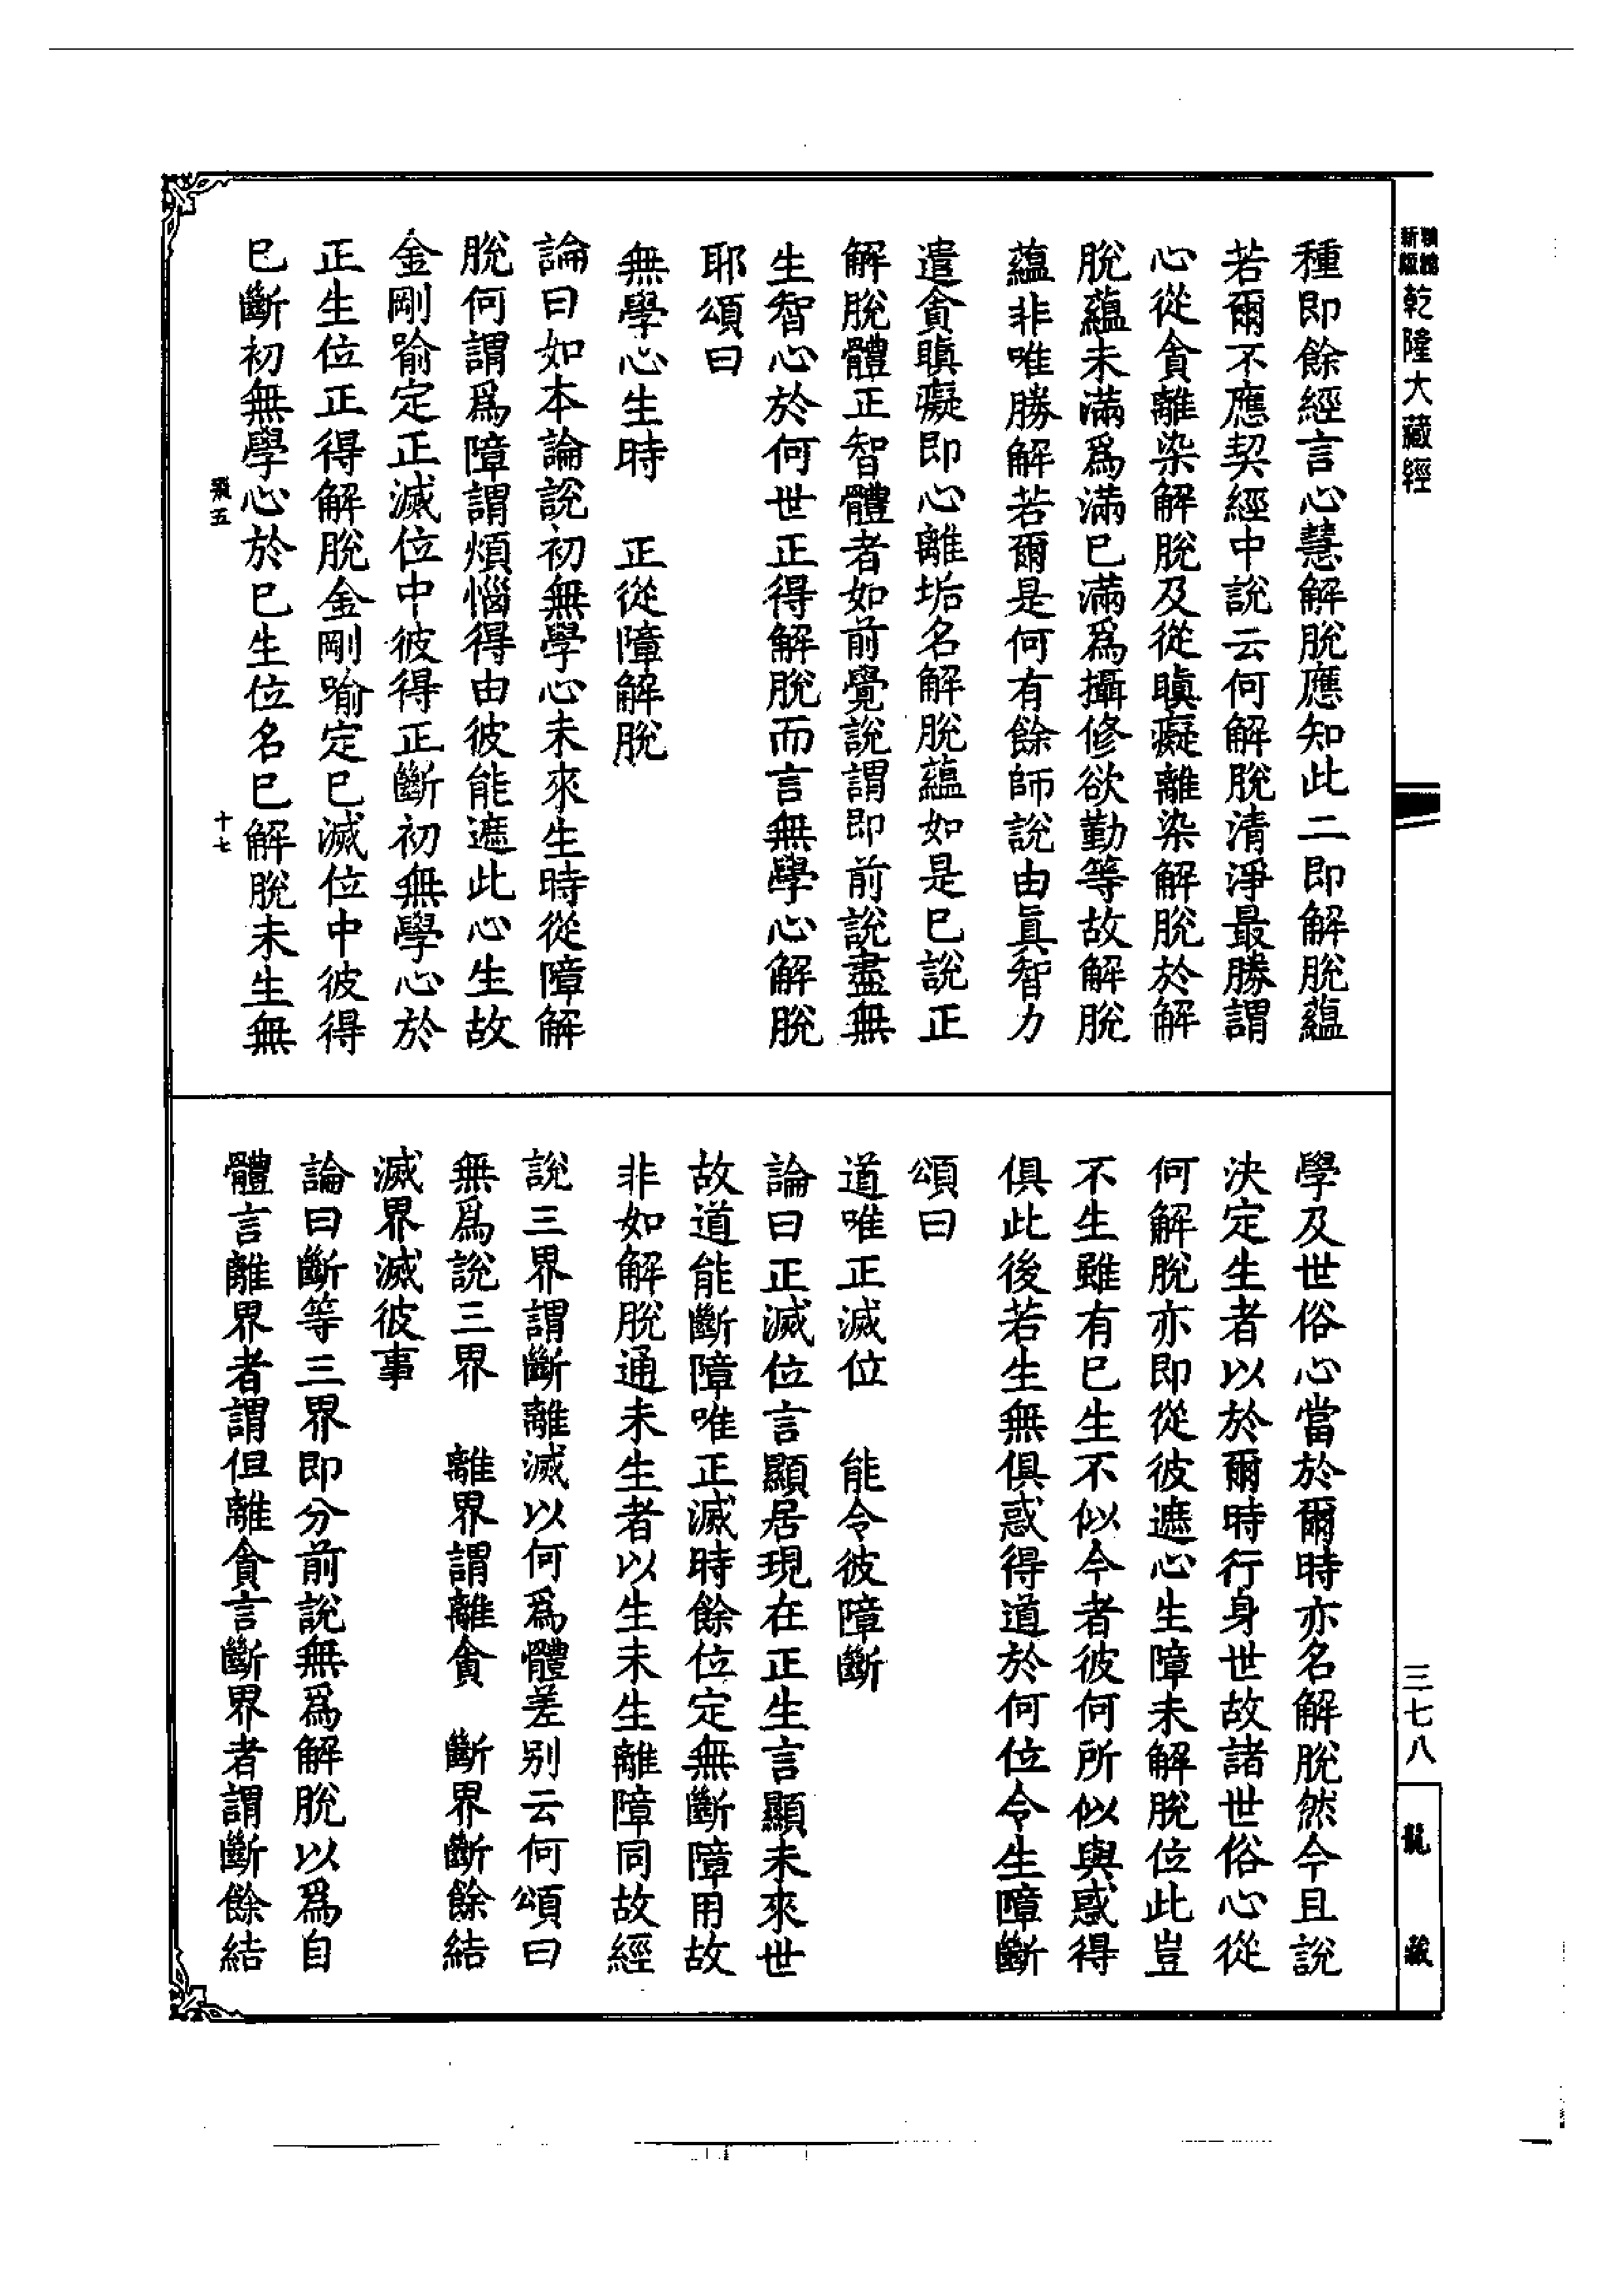 乾隆大藏經
種即餘經言心慧解脫應知此二即解脫蘊
若爾不應契經中說云何解脫清淨最勝謂
心從貪離染解脫及從瞋癡離染解脫於解
脫蘊未滿爲滿巳滿爲攝修欲勤等故解脫
蘊非唯勝解若爾是何有餘師說由眞智力
遣貪瞋癡即心離垢名解脫蘊如是巳說正
解脫體正智體者如前覺說謂即前說盡無
生智心於何世正得解脫而言無學心解脫
耶頌曰
無學心生時　正從障解脫
論曰如本論說初無學心未來生時從障解
脫何謂爲障謂煩惱得由彼能遮此心生故
金剛喻定正滅位中彼得正斷初無學心於
正生位正得解脫金剛喻定巳滅位中彼得
巳斷初無學心於巳生位名巳解脫未生無
十七
學及世俗心當於爾時亦名解脫然今且說
決定生者以於爾時行身世故諸世俗心從
何解脫亦即從彼遮心生障未解脫位此豈
不生雖有巳生不似今者彼何所似與惑得
俱此後若生無俱惑得道於何位令生障斷
頌曰
道唯正滅位　能令彼障斷
論曰正滅位言顯居現在正生言顯未來世
故道能斷障唯正滅時餘位定無斷障用故
非如解脫通未生者以生未生離障同故經
說三界謂斷離滅以何爲體差別云何頌曰
無爲說三界　離界謂離貪　斷界斷餘結
滅界滅彼事
論曰斷等三界即分前說無爲解脫以爲自
體言離界者謂但離貪言斷界者謂斷餘結
三七八
龍藏